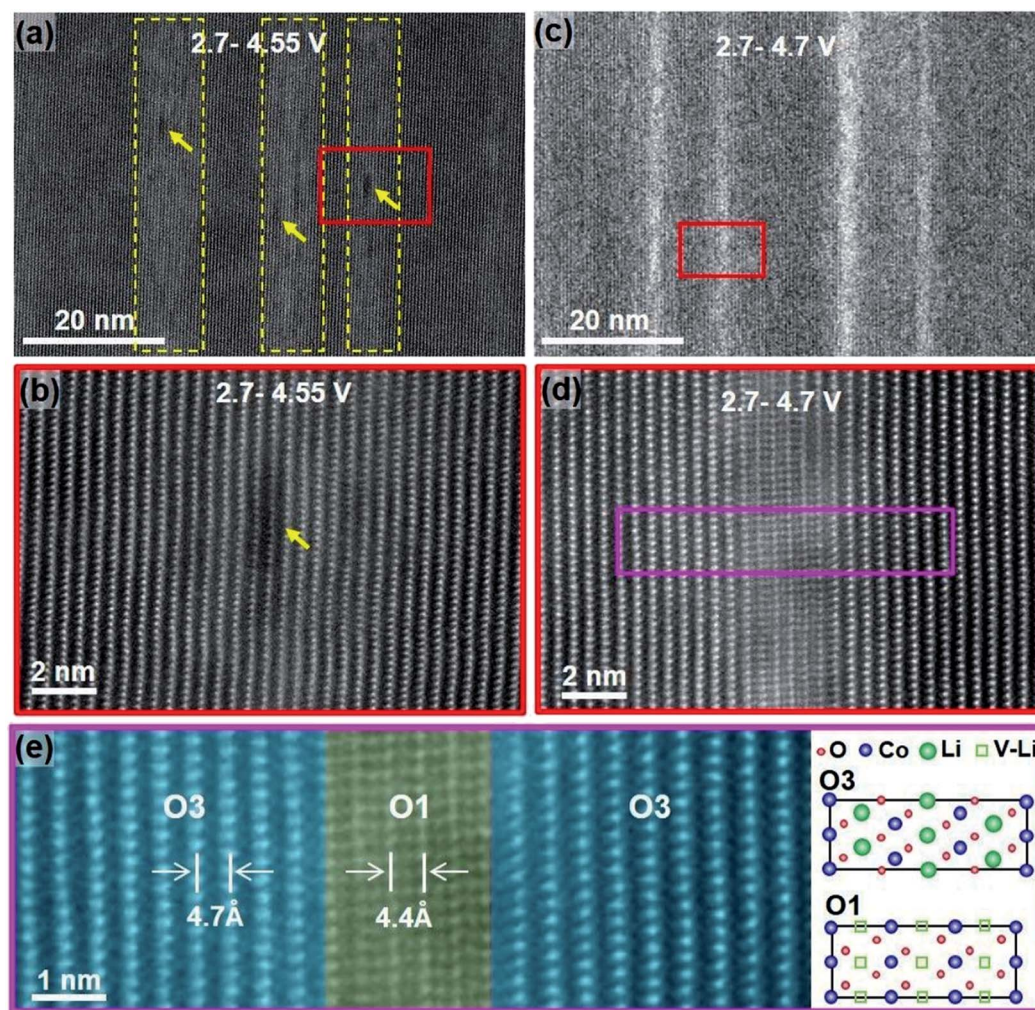 (a)
2.7- 4.55 V
20 nm
(c)
2.7- 4.7 V
20 nm
(b)
2.7- 4.55 V
2 nm
(d)
2.7- 4.7 V
2 nm
(e)
O3
O1
O3
4.7Å
4.4Å
1 nm
O Co Li V-Li
O3
O1